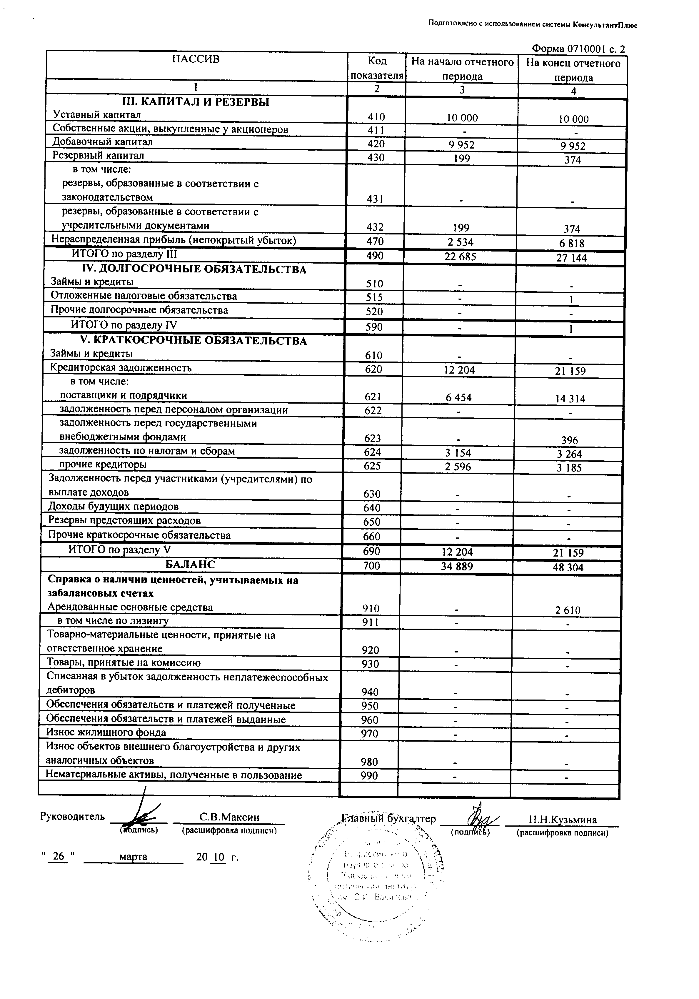 Подготовлено с использованием системы КонсультантПлюс
Форма 0710001 с. 2
ПАССИВ Код показателя На начало отчетного периода На конец отчетного периода
1 2 3 4
III. КАПИТАЛ И РЕЗЕРВЫ
Уставный капитал 410 10 000 10 000
Собственные акции, выкупленные у акционеров 411 - -
Добавочный капитал 420 9 952 9 952
Резервный капитал 430 199 374
в том числе:
резервы, образованные в соответствии с
законодательством 431 - -
резервы, образованные в соответствии с
учредительными документами 432 199 374
Нераспределенная прибыль (непокрытый убыток) 470 2 534 6 818
ИТОГО по разделу III 490 22 685 27 144
IV. ДОЛГОСРОЧНЫЕ ОБЯЗАТЕЛЬСТВА
Займы и кредиты 510 - -
Отложенные налоговые обязательства 515 - 1
Прочие долгосрочные обязательства 520 - -
ИТОГО по разделу IV 590 - 1
V. КРАТКОСРОЧНЫЕ ОБЯЗАТЕЛЬСТВА
Займы и кредиты 610 - -
Кредиторская задолженность 620 12 204 21 159
в том числе:
поставщики и подрядчики 621 6 454 14 314
задолженность перед персоналом организации 622 - -
задолженность перед государственными
внебюджетными фондами 623 - 396
задолженность по налогам и сборам 624 3 154 3 264
прочие кредиторы 625 2 596 3 185
Задолженность перед участниками (учредителями) по
выплате доходов 630 - -
Доходы будущих периодов 640 - -
Резервы предстоящих расходов 650 - -
Прочие краткосрочные обязательства 660 - -
ИТОГО по разделу V 690 12 204 21 159
БАЛАНС 700 34 889 48 304
Справка о наличии ценностей, учитываемых на
забалансовых счетах
Арендованные основные средства 910 - 2 610
в том числе по лизингу 911 - -
Товарно-материальные ценности, принятые на
ответственное хранение 920 - -
Товары, принятые на комиссию 930 - -
Списанная в убыток задолженность неплатежеспособных
дебиторов 940 - -
Обеспечения обязательств и платежей полученные 950 - -
Обеспечения обязательств и платежей выданные 960 - -
Износ жилищного фонда 970 - -
Износ объектов внешнего благоустройства и других
аналогичных объектов 980 - -
Нематериальные активы, полученные в пользование 990 - -
Руководитель С.В.Максин Главный бухгалтер Н.Н.Кузьмина
(подпись) (расшифровка подписи) (подпись) (расшифровка подписи)
" 26 " марта 20 10 г.
научного центра
"Государственный
оптический институт
им С.И. Вавилова